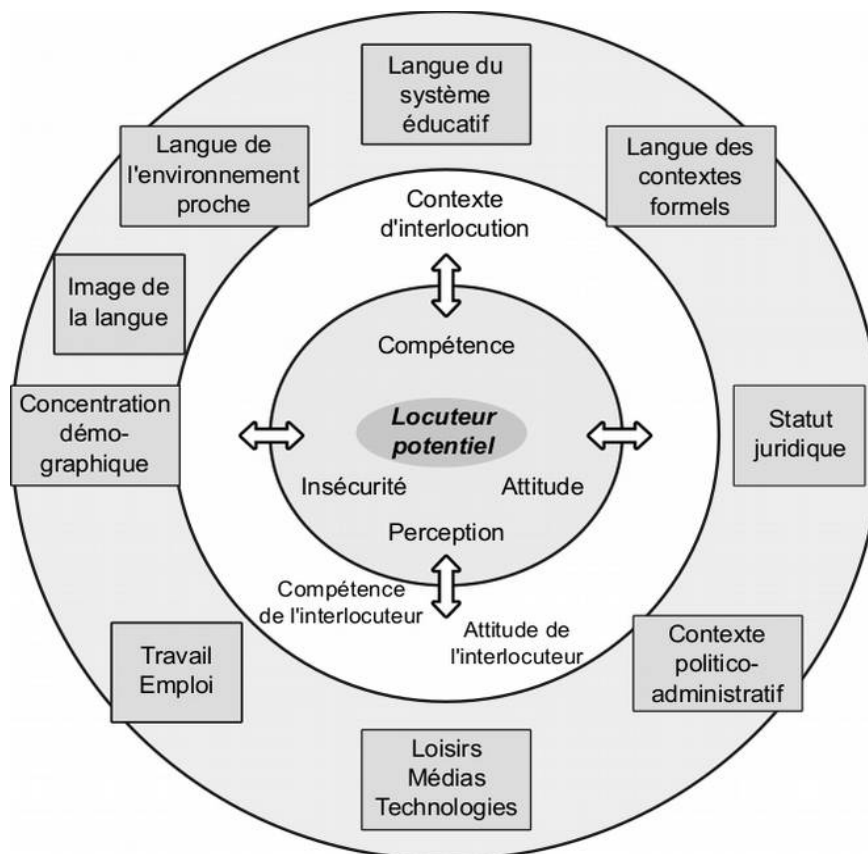 Langue du
système
éducatif
Langue de
l'environnement
proche
Langue des
contextes
formels
Contexte
d'interlocution
Image de
la langue
Compétence
Concentration
démo-
graphique
Locuteur
potentiel
Statut
juridique
Insécurité
Attitude
Perception
Compétence
de l'interlocuteur
Attitude de
l'interlocuteur
Travail
Emploi
Contexte
politico-
administratif
Loisirs
Médias
Technologies